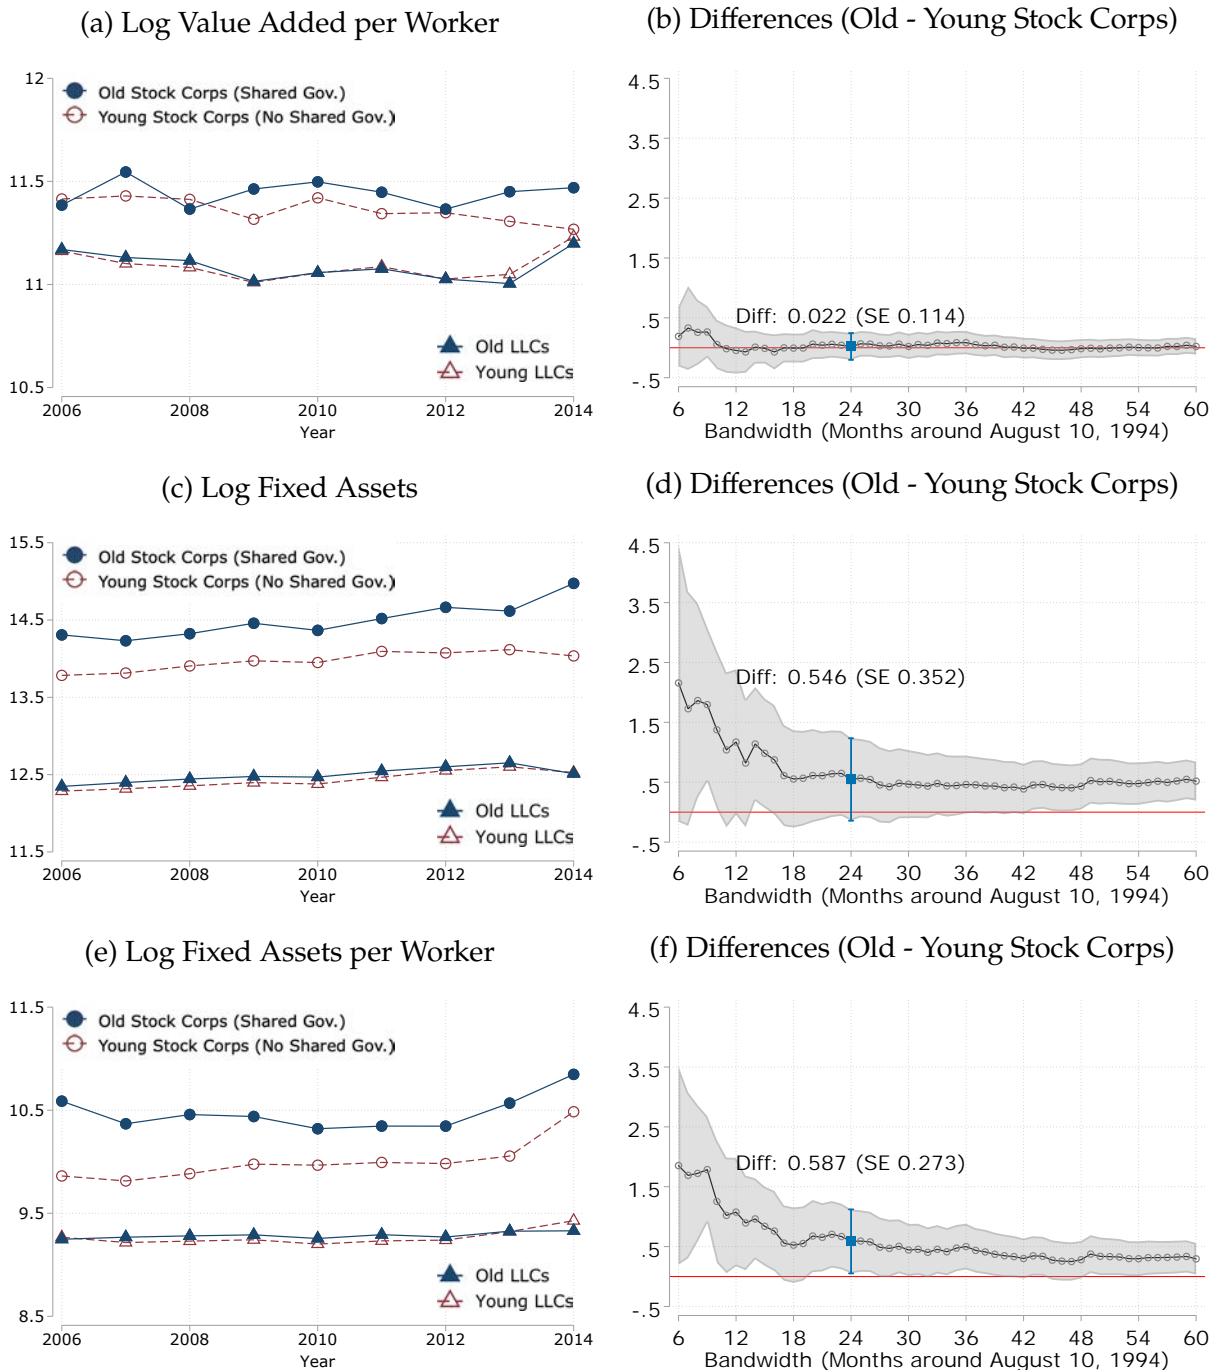 (a) Log Value Added per Worker
12
11.5
11
10.5
Old Stock Corps (Shared Gov.)
Young Stock Corps (No Shared Gov.)
Old LLCs
Young LLCs
2006 2008 2010 2012 2014
Year
(b) Differences (Old - Young Stock Corps)
4.5
3.5
2.5
1.5
.5
-.5
Diff: 0.022 (SE 0.114)
6 12 18 24 30 36 42 48 54 60
Bandwidth (Months around August 10, 1994)
(c) Log Fixed Assets
15.5
14.5
13.5
12.5
11.5
Old Stock Corps (Shared Gov.)
Young Stock Corps (No Shared Gov.)
Old LLCs
Young LLCs
2006 2008 2010 2012 2014
Year
(d) Differences (Old - Young Stock Corps)
4.5
3.5
2.5
1.5
.5
-.5
Diff: 0.546 (SE 0.352)
6 12 18 24 30 36 42 48 54 60
Bandwidth (Months around August 10, 1994)
(e) Log Fixed Assets per Worker
11.5
10.5
9.5
8.5
Old Stock Corps (Shared Gov.)
Young Stock Corps (No Shared Gov.)
Old LLCs
Young LLCs
2006 2008 2010 2012 2014
Year
(f) Differences (Old - Young Stock Corps)
4.5
3.5
2.5
1.5
.5
-.5
Diff: 0.587 (SE 0.273)
6 12 18 24 30 36 42 48 54 60
Bandwidth (Months around August 10, 1994)